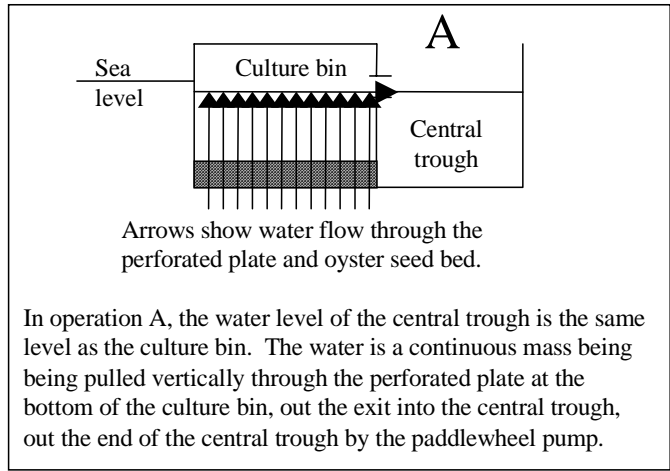 A
Sea
level
Culture bin
Central
trough
Arrows show water flow through the
perforated plate and oyster seed bed.
In operation A, the water level of the central trough is the same
level as the culture bin. The water is a continuous mass being
being pulled vertically through the perforated plate at the
bottom of the culture bin, out the exit into the central trough,
out the end of the central trough by the paddlewheel pump.